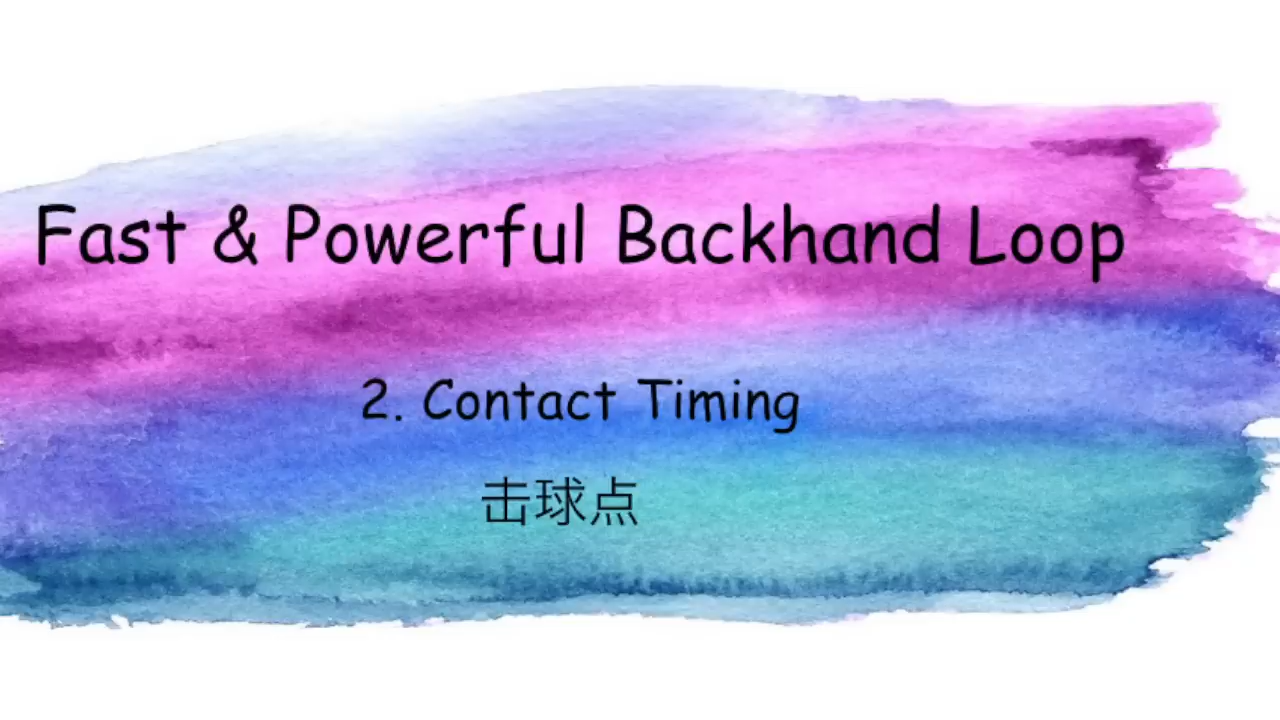 Fast & Powerful Backhand Loop
2. Contact Timing
击球点